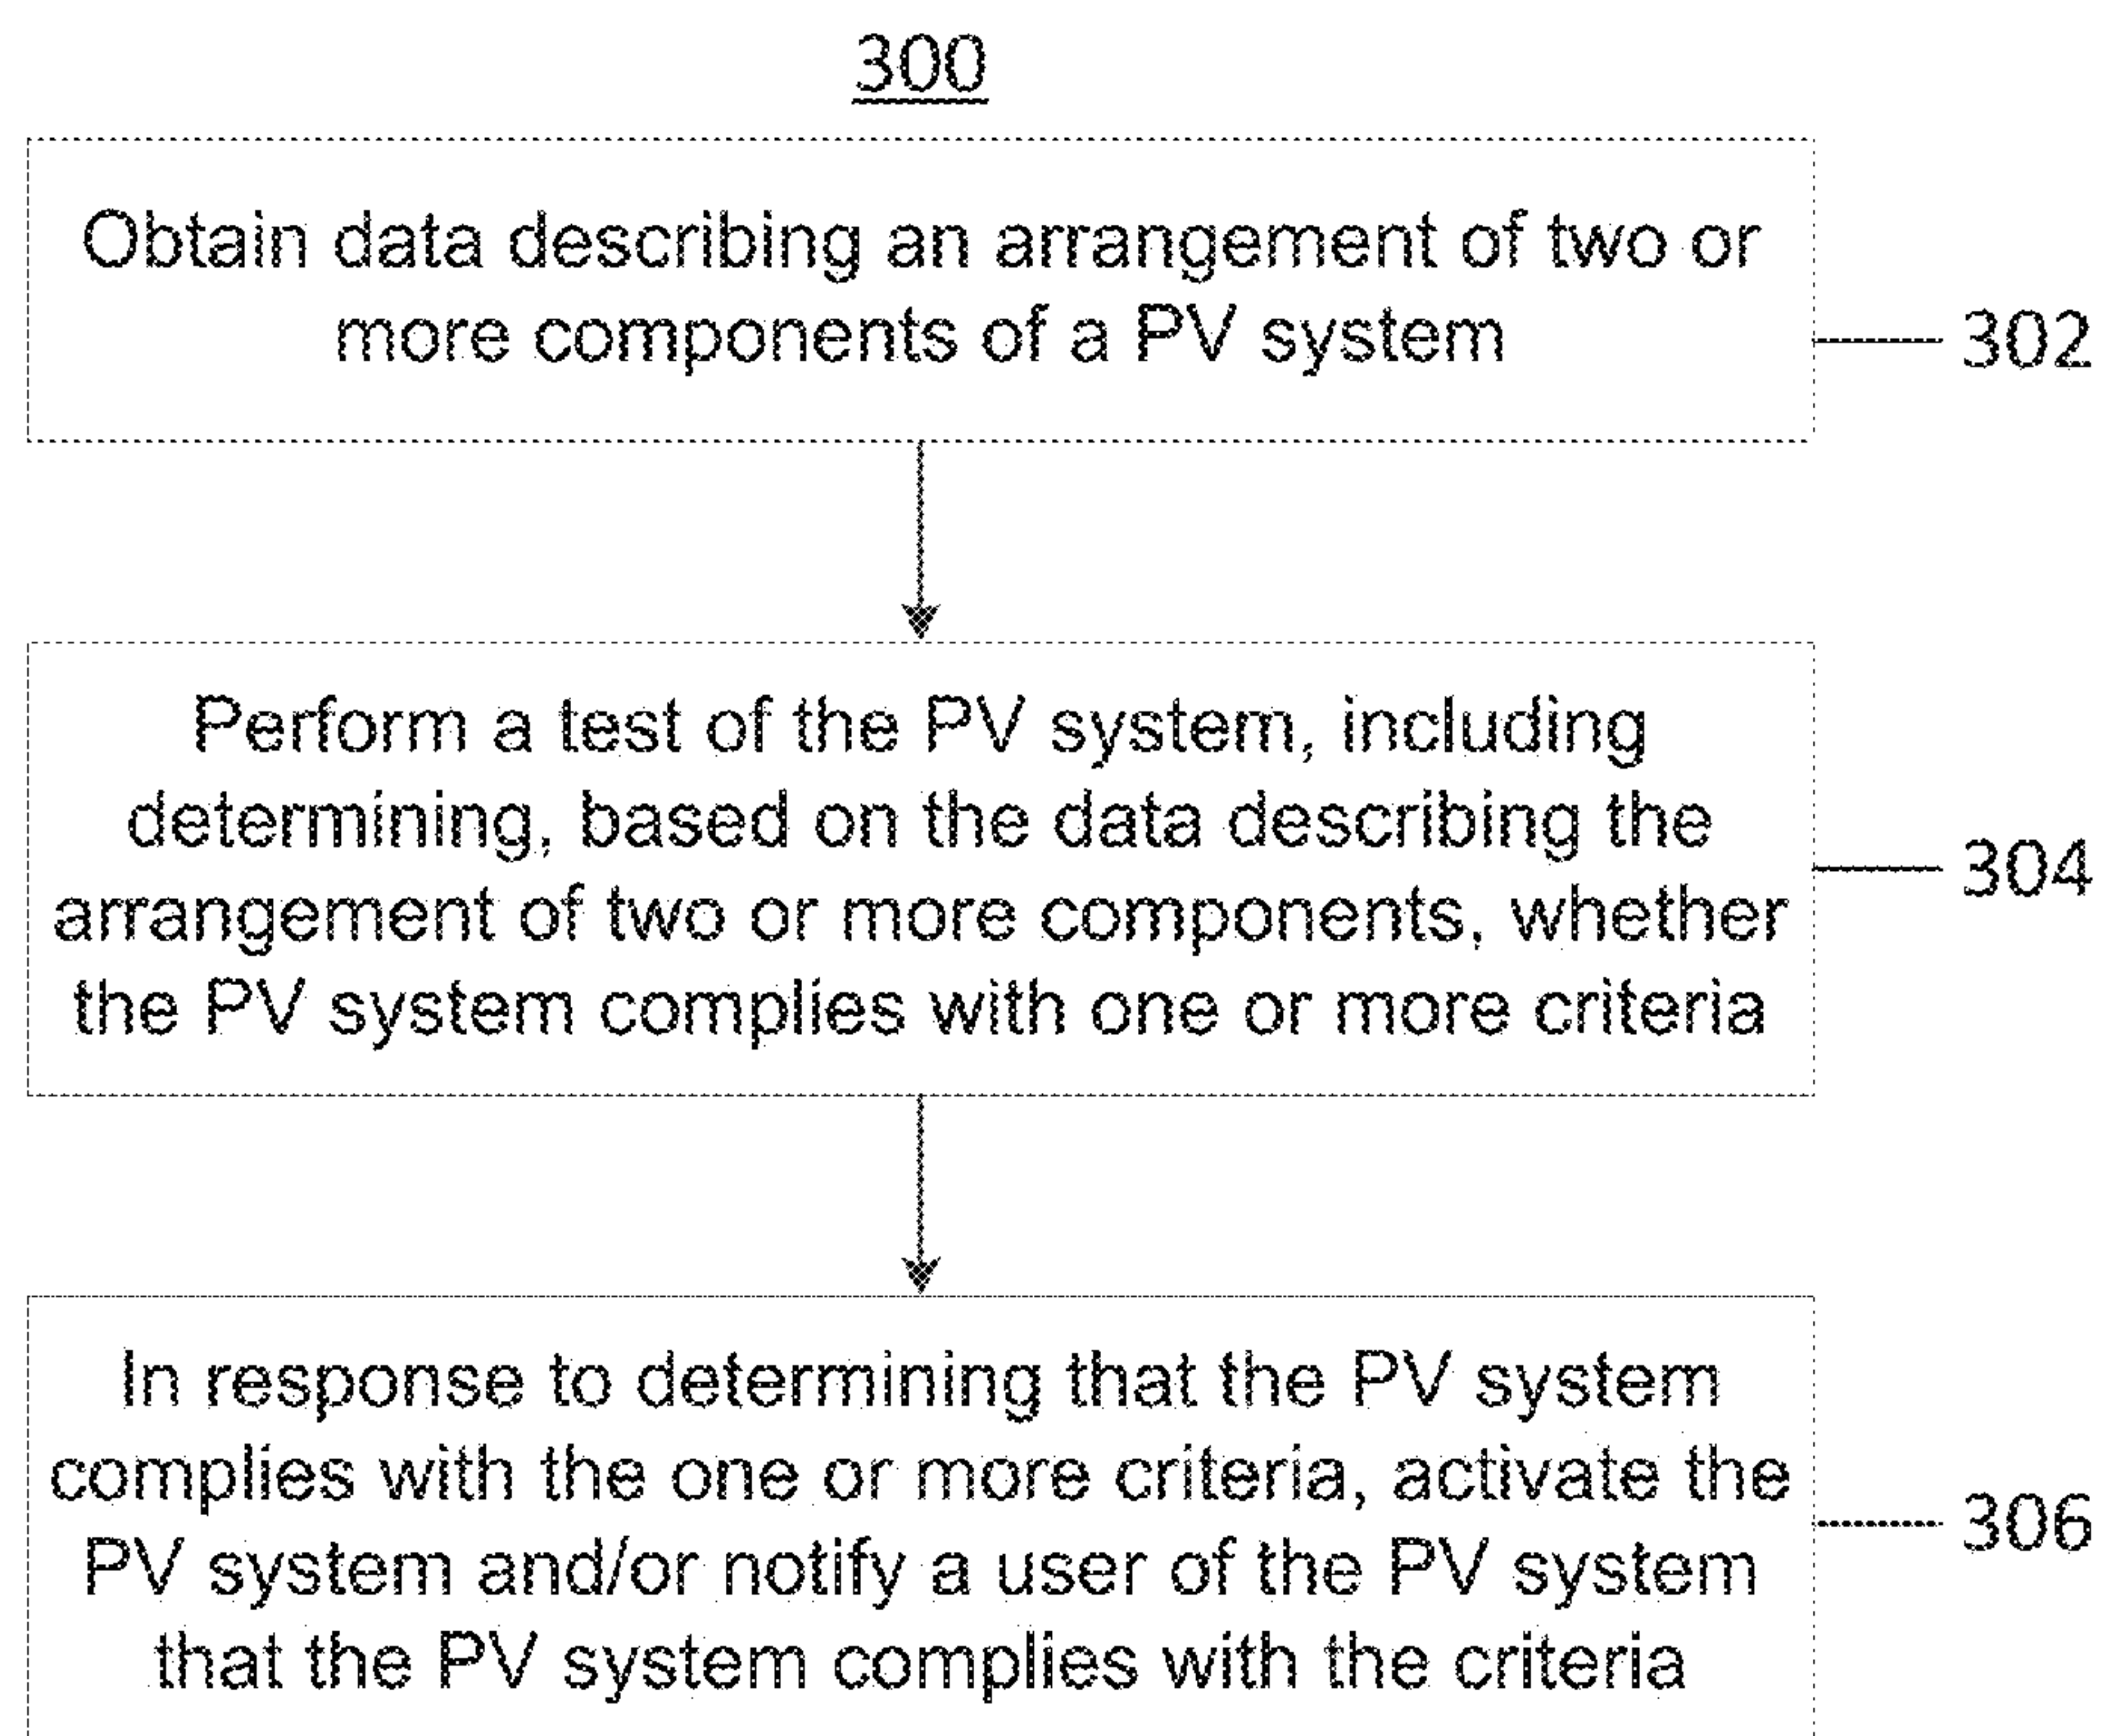 300
Obtain data describing an arrangement of two or
more components of a PV system
302
Perform a test of the PV system, including
determining, based on the data describing the
arrangement of two or more components, whether
the PV system complies with one or more criteria
304
In response to determining that the PV system
complies with the one or more criteria, activate the
PV system and/or notify a user of the PV system
that the PV system complies with the criteria
306